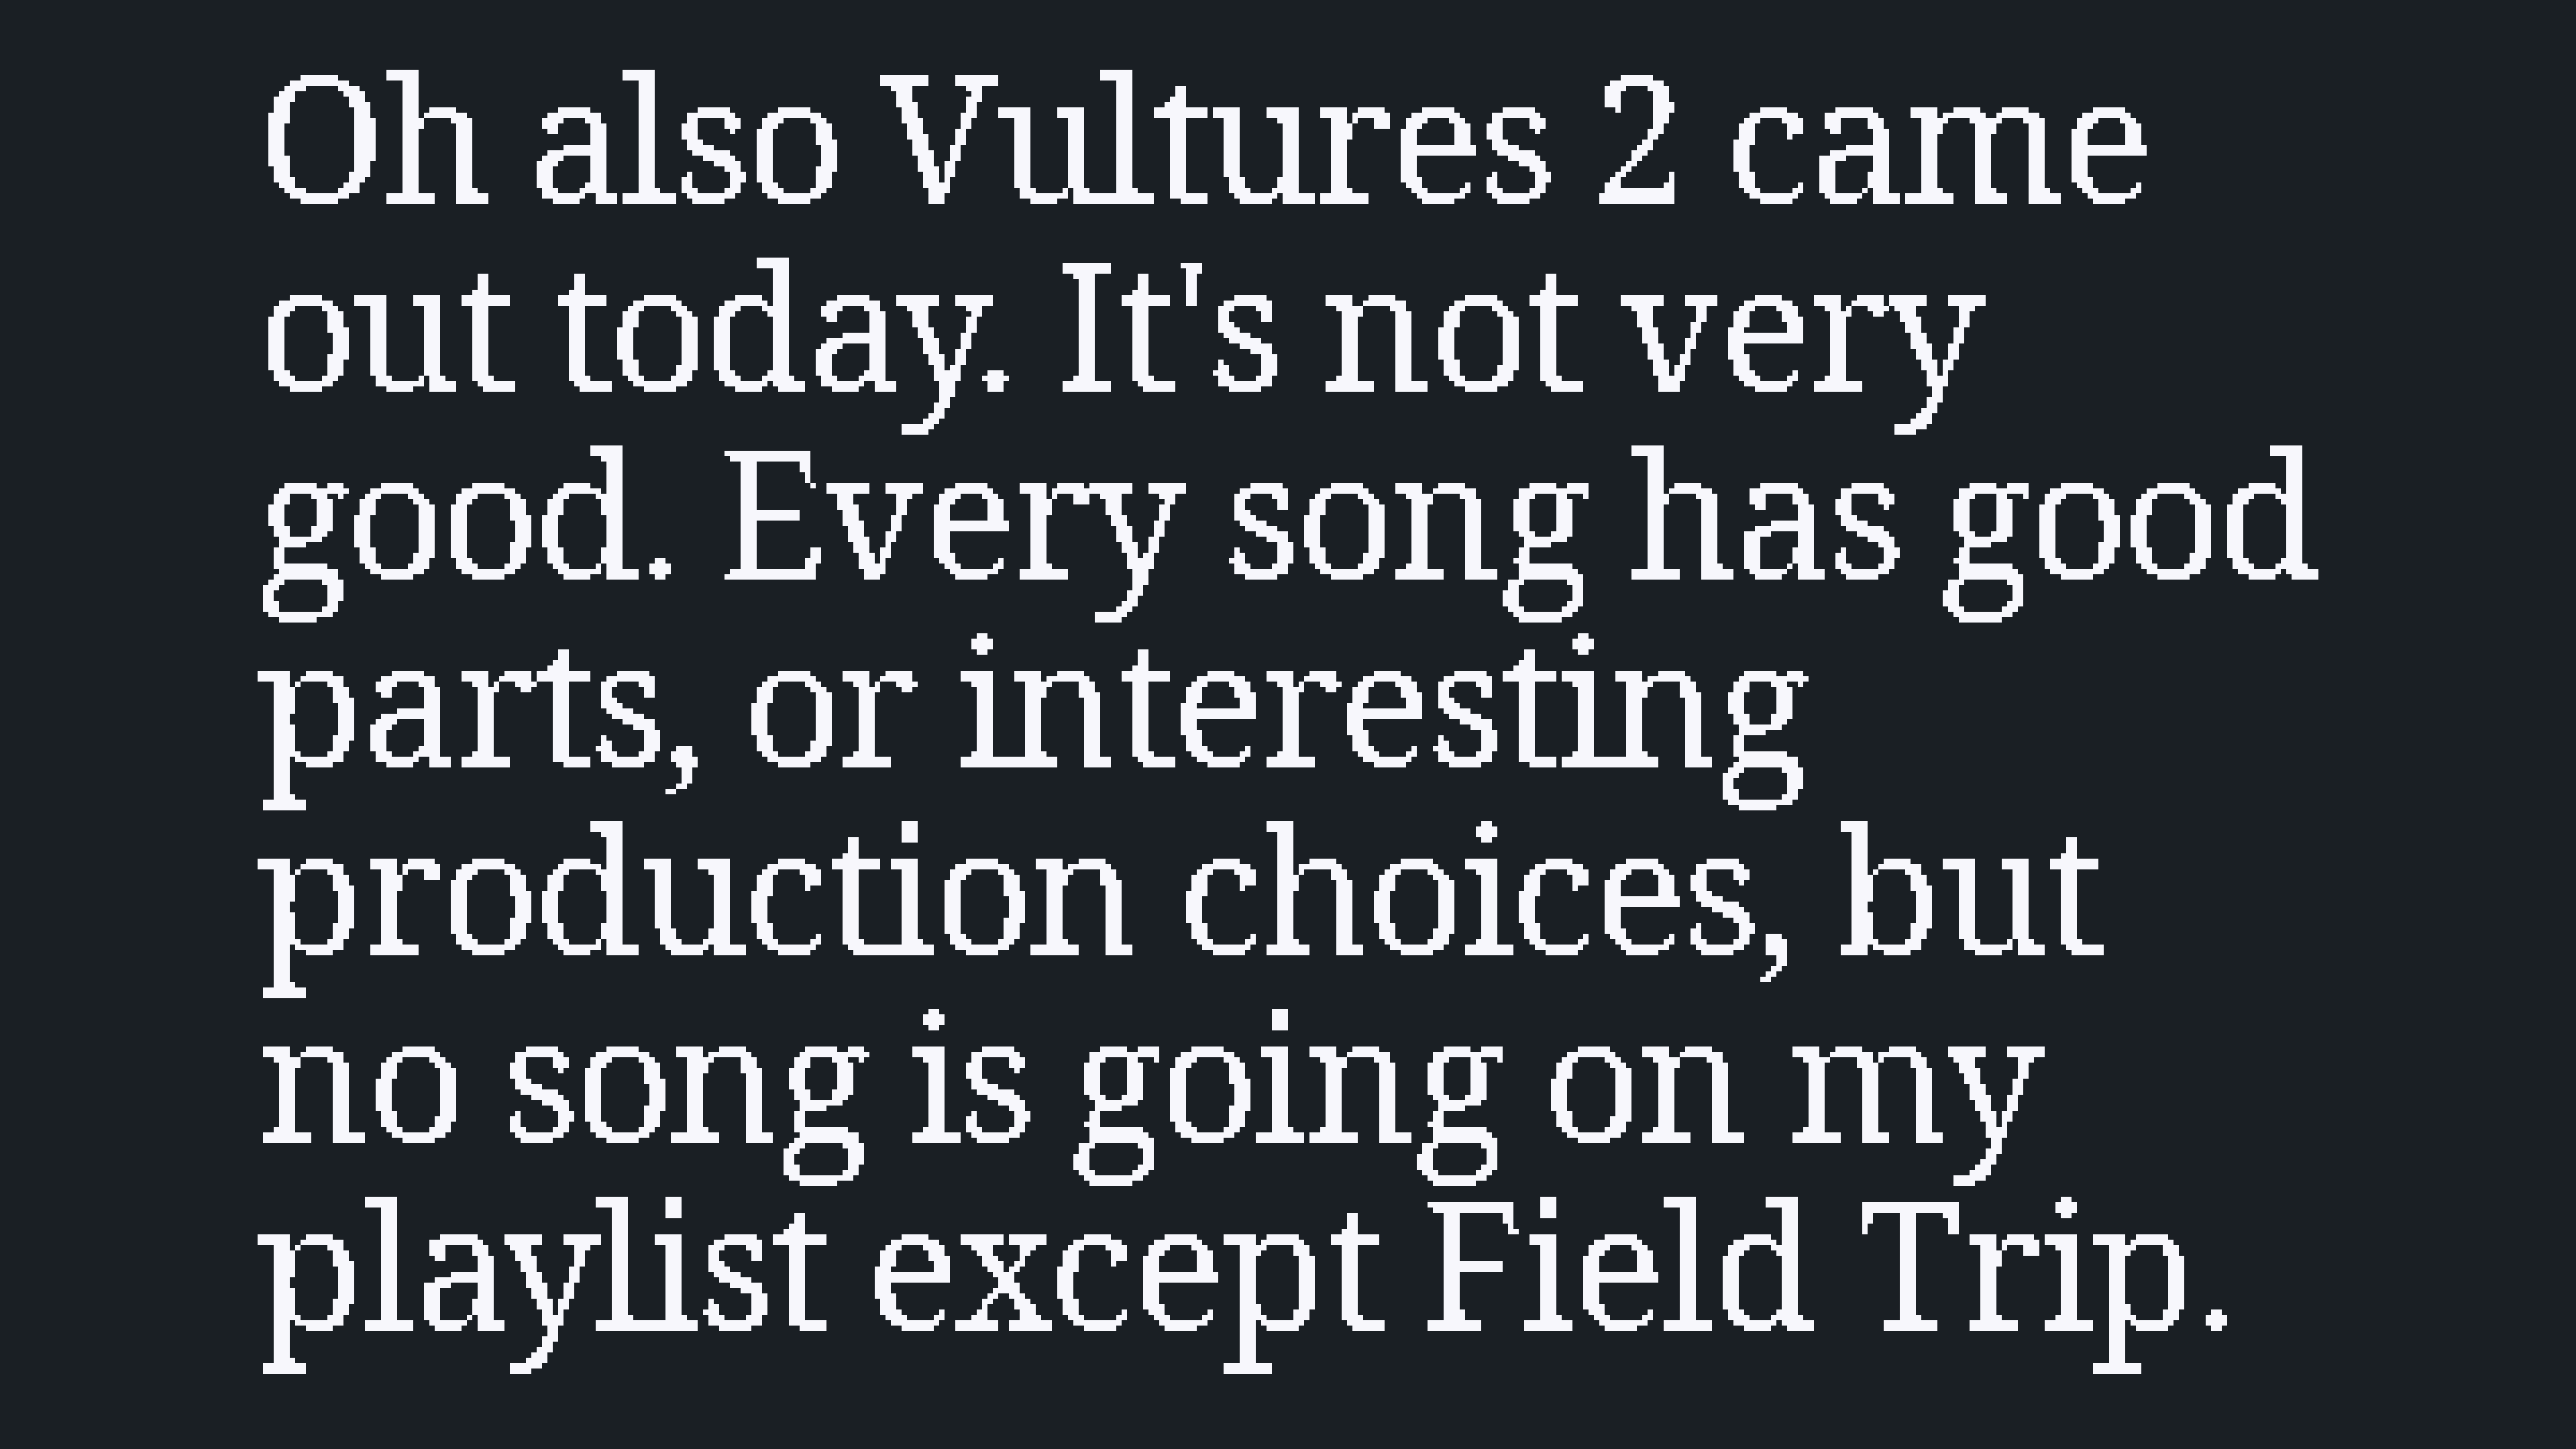 Oh also Vultures 2 came
out today. It's not very
good. Every song has good
parts, or interesting
production choices, but
no song is going on my
playlist except Field Trip.